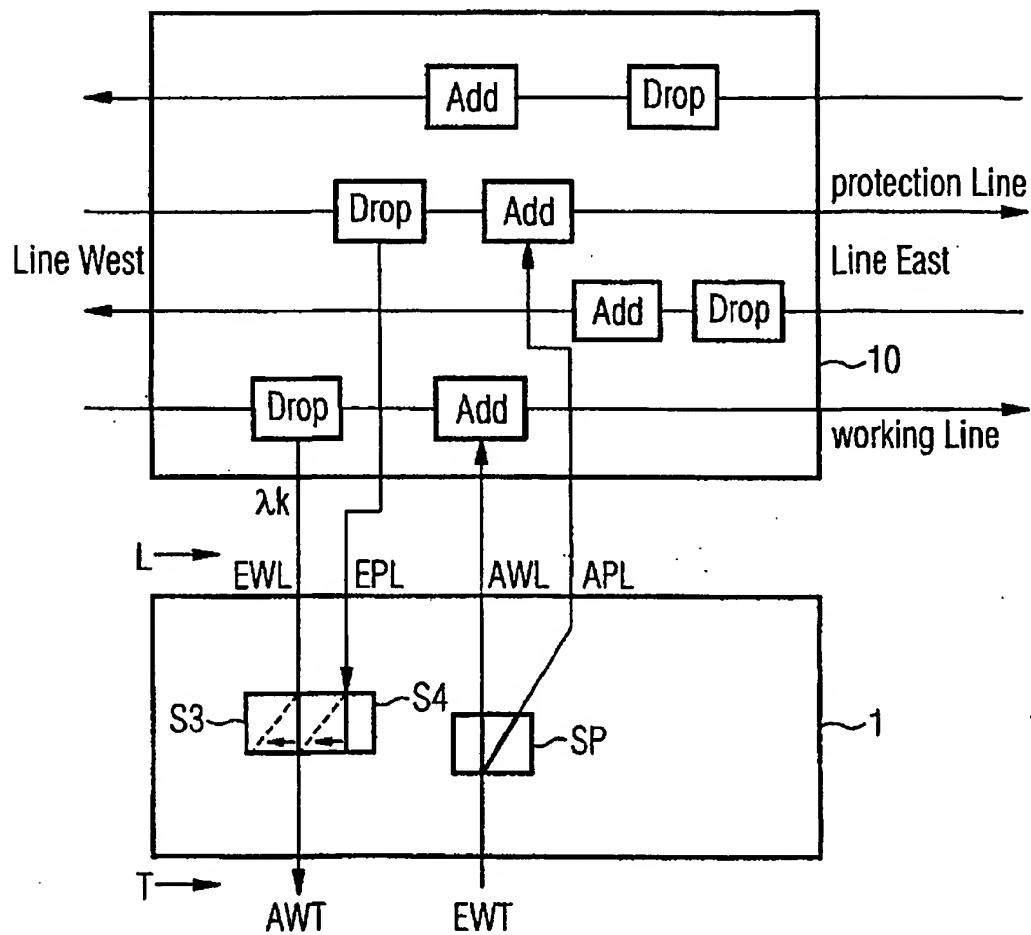 Add Drop
protection Line
Drop Add
Line West Line East
Add Drop
10
Drop Add
working Line
λk
L
EWL EPL AWL APL
S3 S4
SP 1
T
AWT EWT